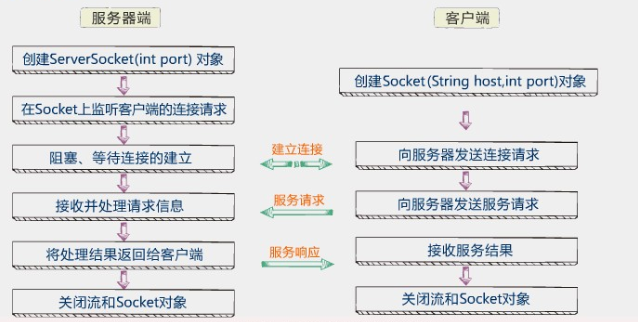 服务器端
客户端
创建ServerSocket(int port) 对象
创建Socket(String host,int port)对象
在Socket上监听客户端的连接请求
阻塞、等待连接的建立
建立连接
向服务器发送连接请求
接收并处理请求信息
服务请求
向服务器发送服务请求
将处理结果返回给客户端
服务响应
接收服务结果
关闭流和Socket对象
关闭流和Socket对象